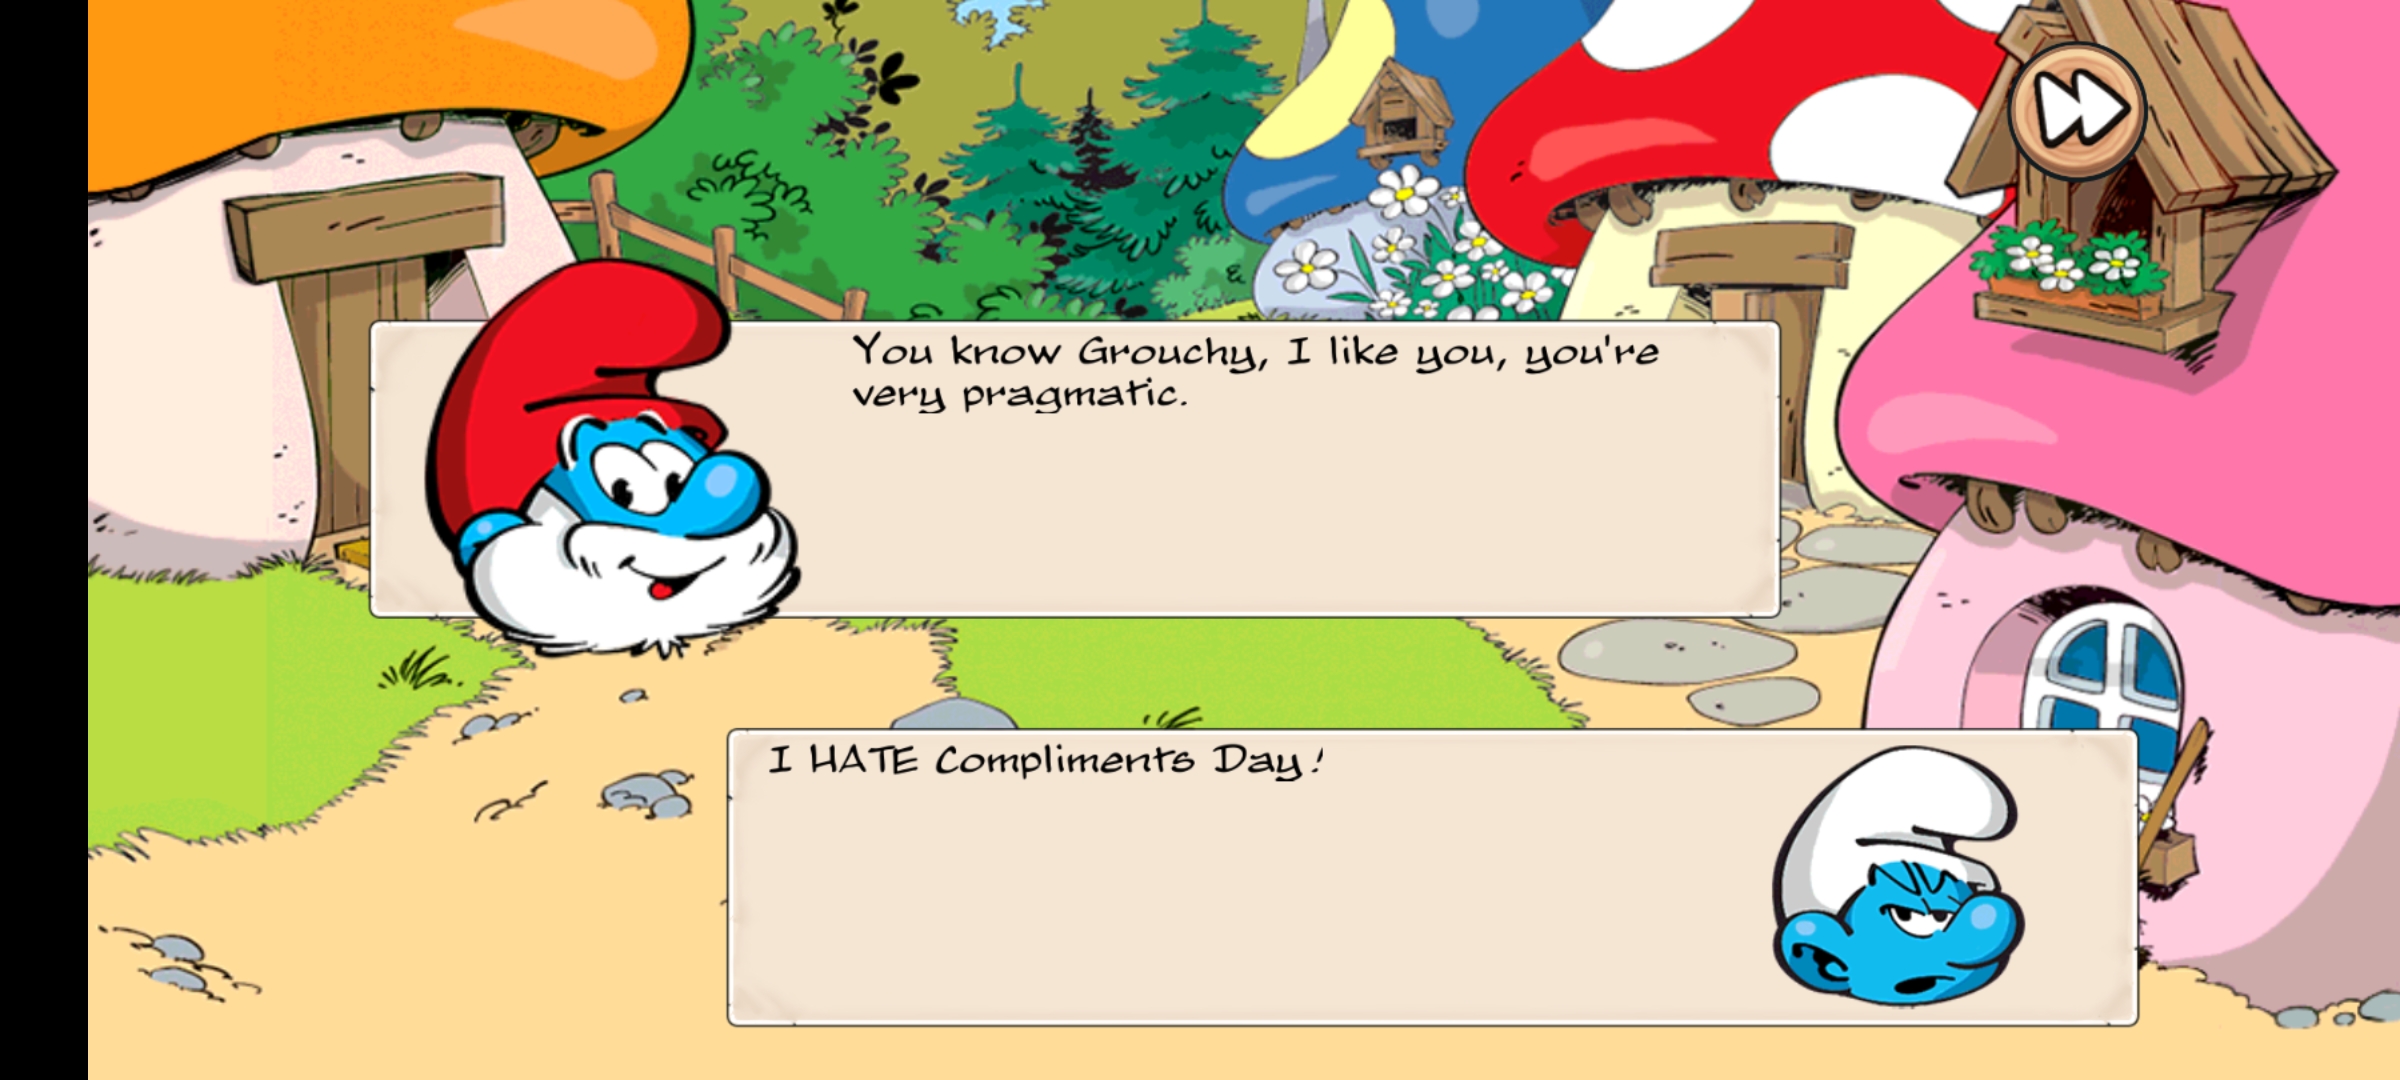 You know Grouchy, I like you, you're
very pragmatic.
I HATE Compliments Day!